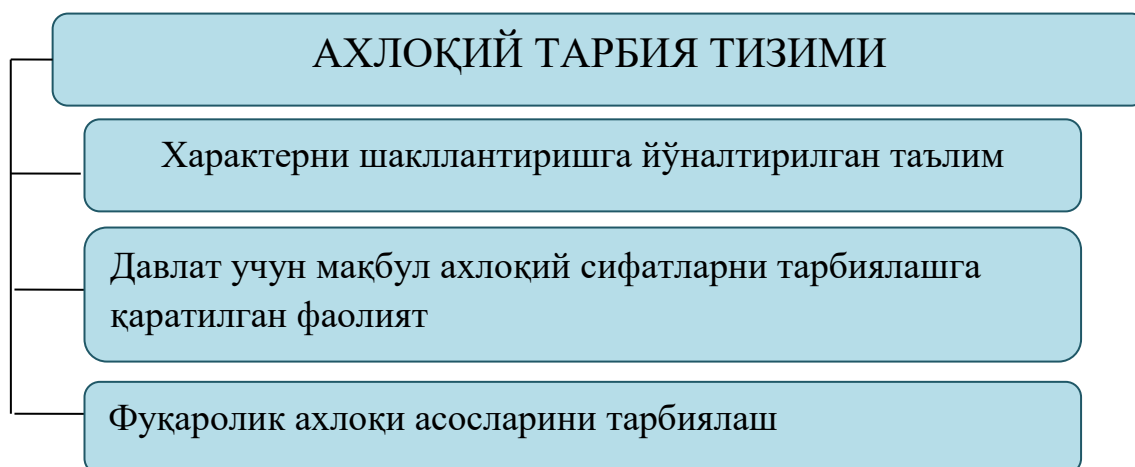 АХЛОҚИЙ ТАРБИЯ ТИЗИМИ
Характерни шакллантиришга йўналтирилган таълим
Давлат учун мақбул ахлоқий сифатларни тарбиялашга
қаратилган фаолият
Фуқаролик ахлоқи асосларини тарбиялаш